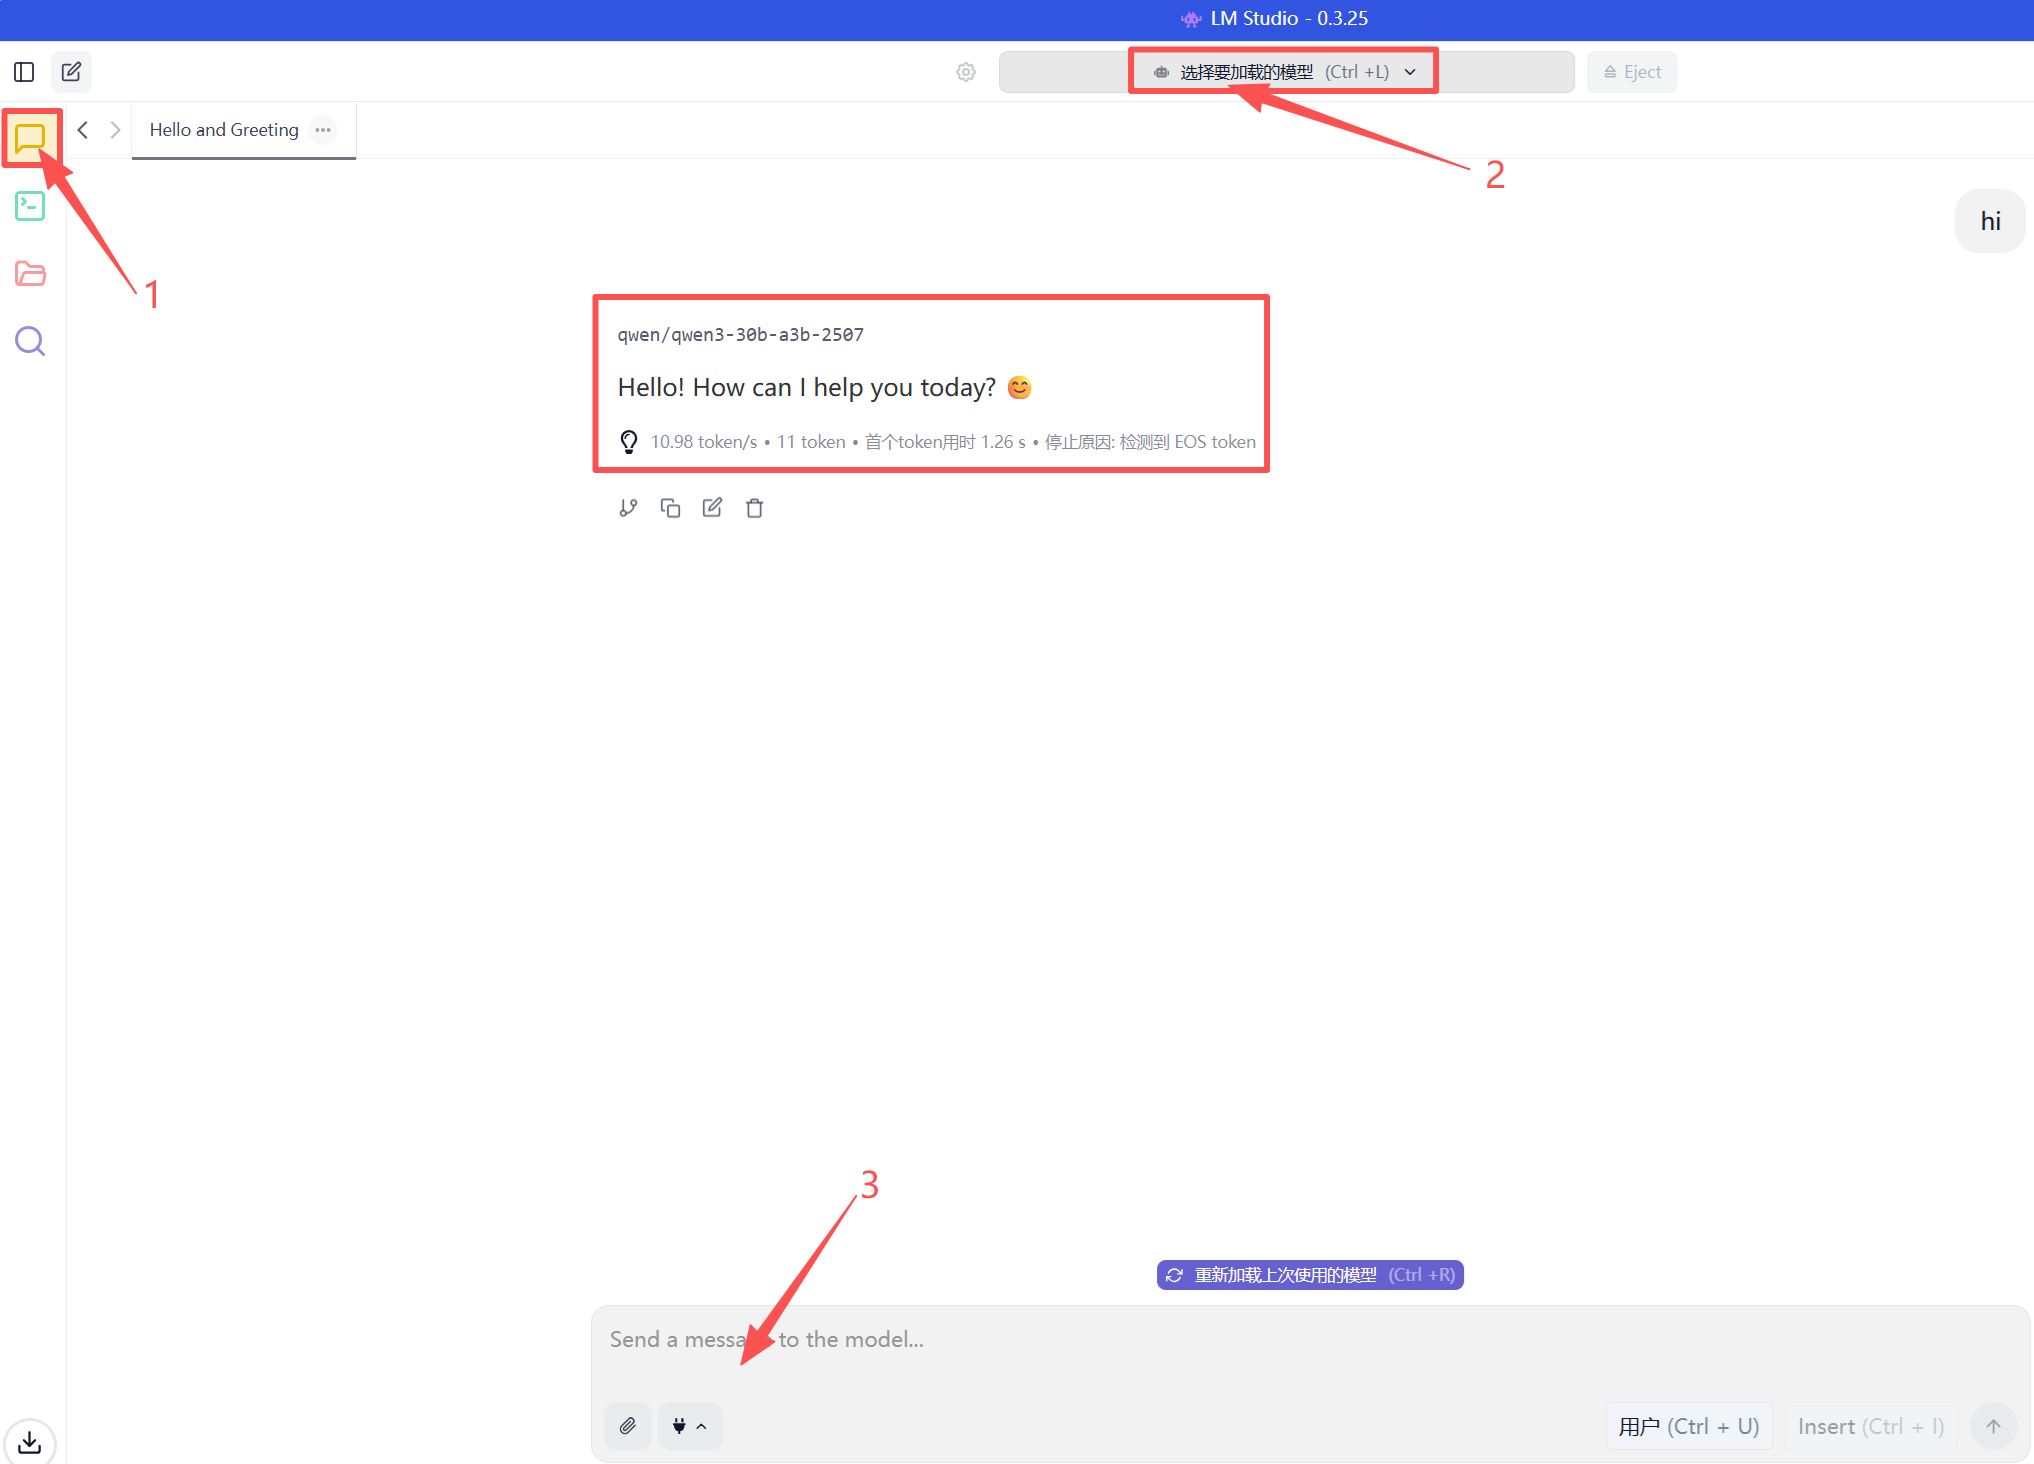 LM Studio - 0.3.25
选择要加载的模型 (Ctrl +L)
Eject
Hello and Greeting
2
hi
1
qwen/qwen3-30b-a3b-2507
Hello! How can I help you today? 😊
10.98 token/s • 11 token • 首个token用时 1.26 s • 停止原因: 检测到 EOS token
3
重新加载上次使用的模型 (Ctrl +R)
Send a messa to the model...
用户 (Ctrl + U)
Insert (Ctrl + I)